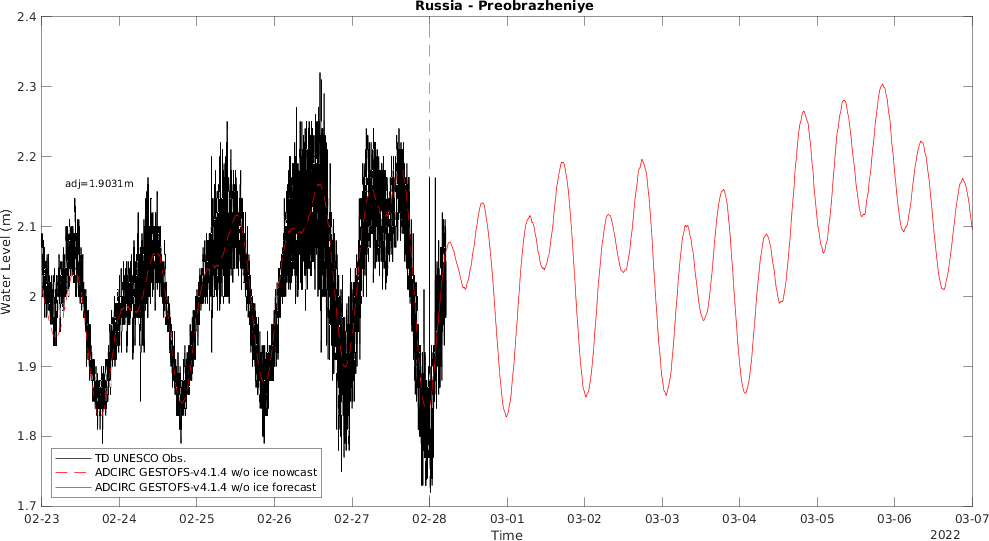 Russia - Preobrazheniye
2.4
2.3
2.2
adj=1.9031m
2.1
Water Level (m)
2
1.9
1.8
TD UNESCO Obs.
ADCIRC GESTOFS-v4.1.4 w/o ice nowcast
ADCIRC GESTOFS-v4.1.4 w/o ice forecast
1.7
02-23 02-24 02-25 02-26 02-27 02-28 03-01 03-02 03-03 03-04 03-05 03-06 03-07
Time
2022